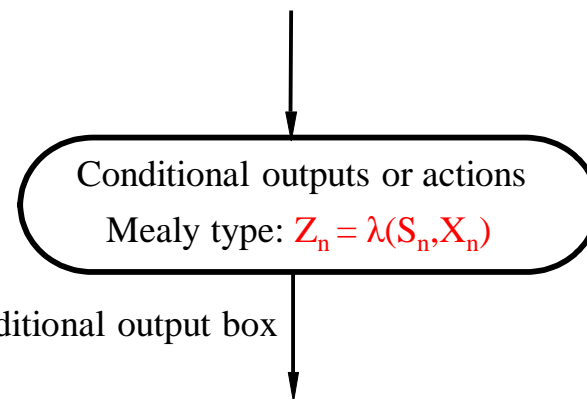 Conditional outputs or actions
Mealy type: Zₙ = λ(Sₙ,Xₙ)
ditional output box